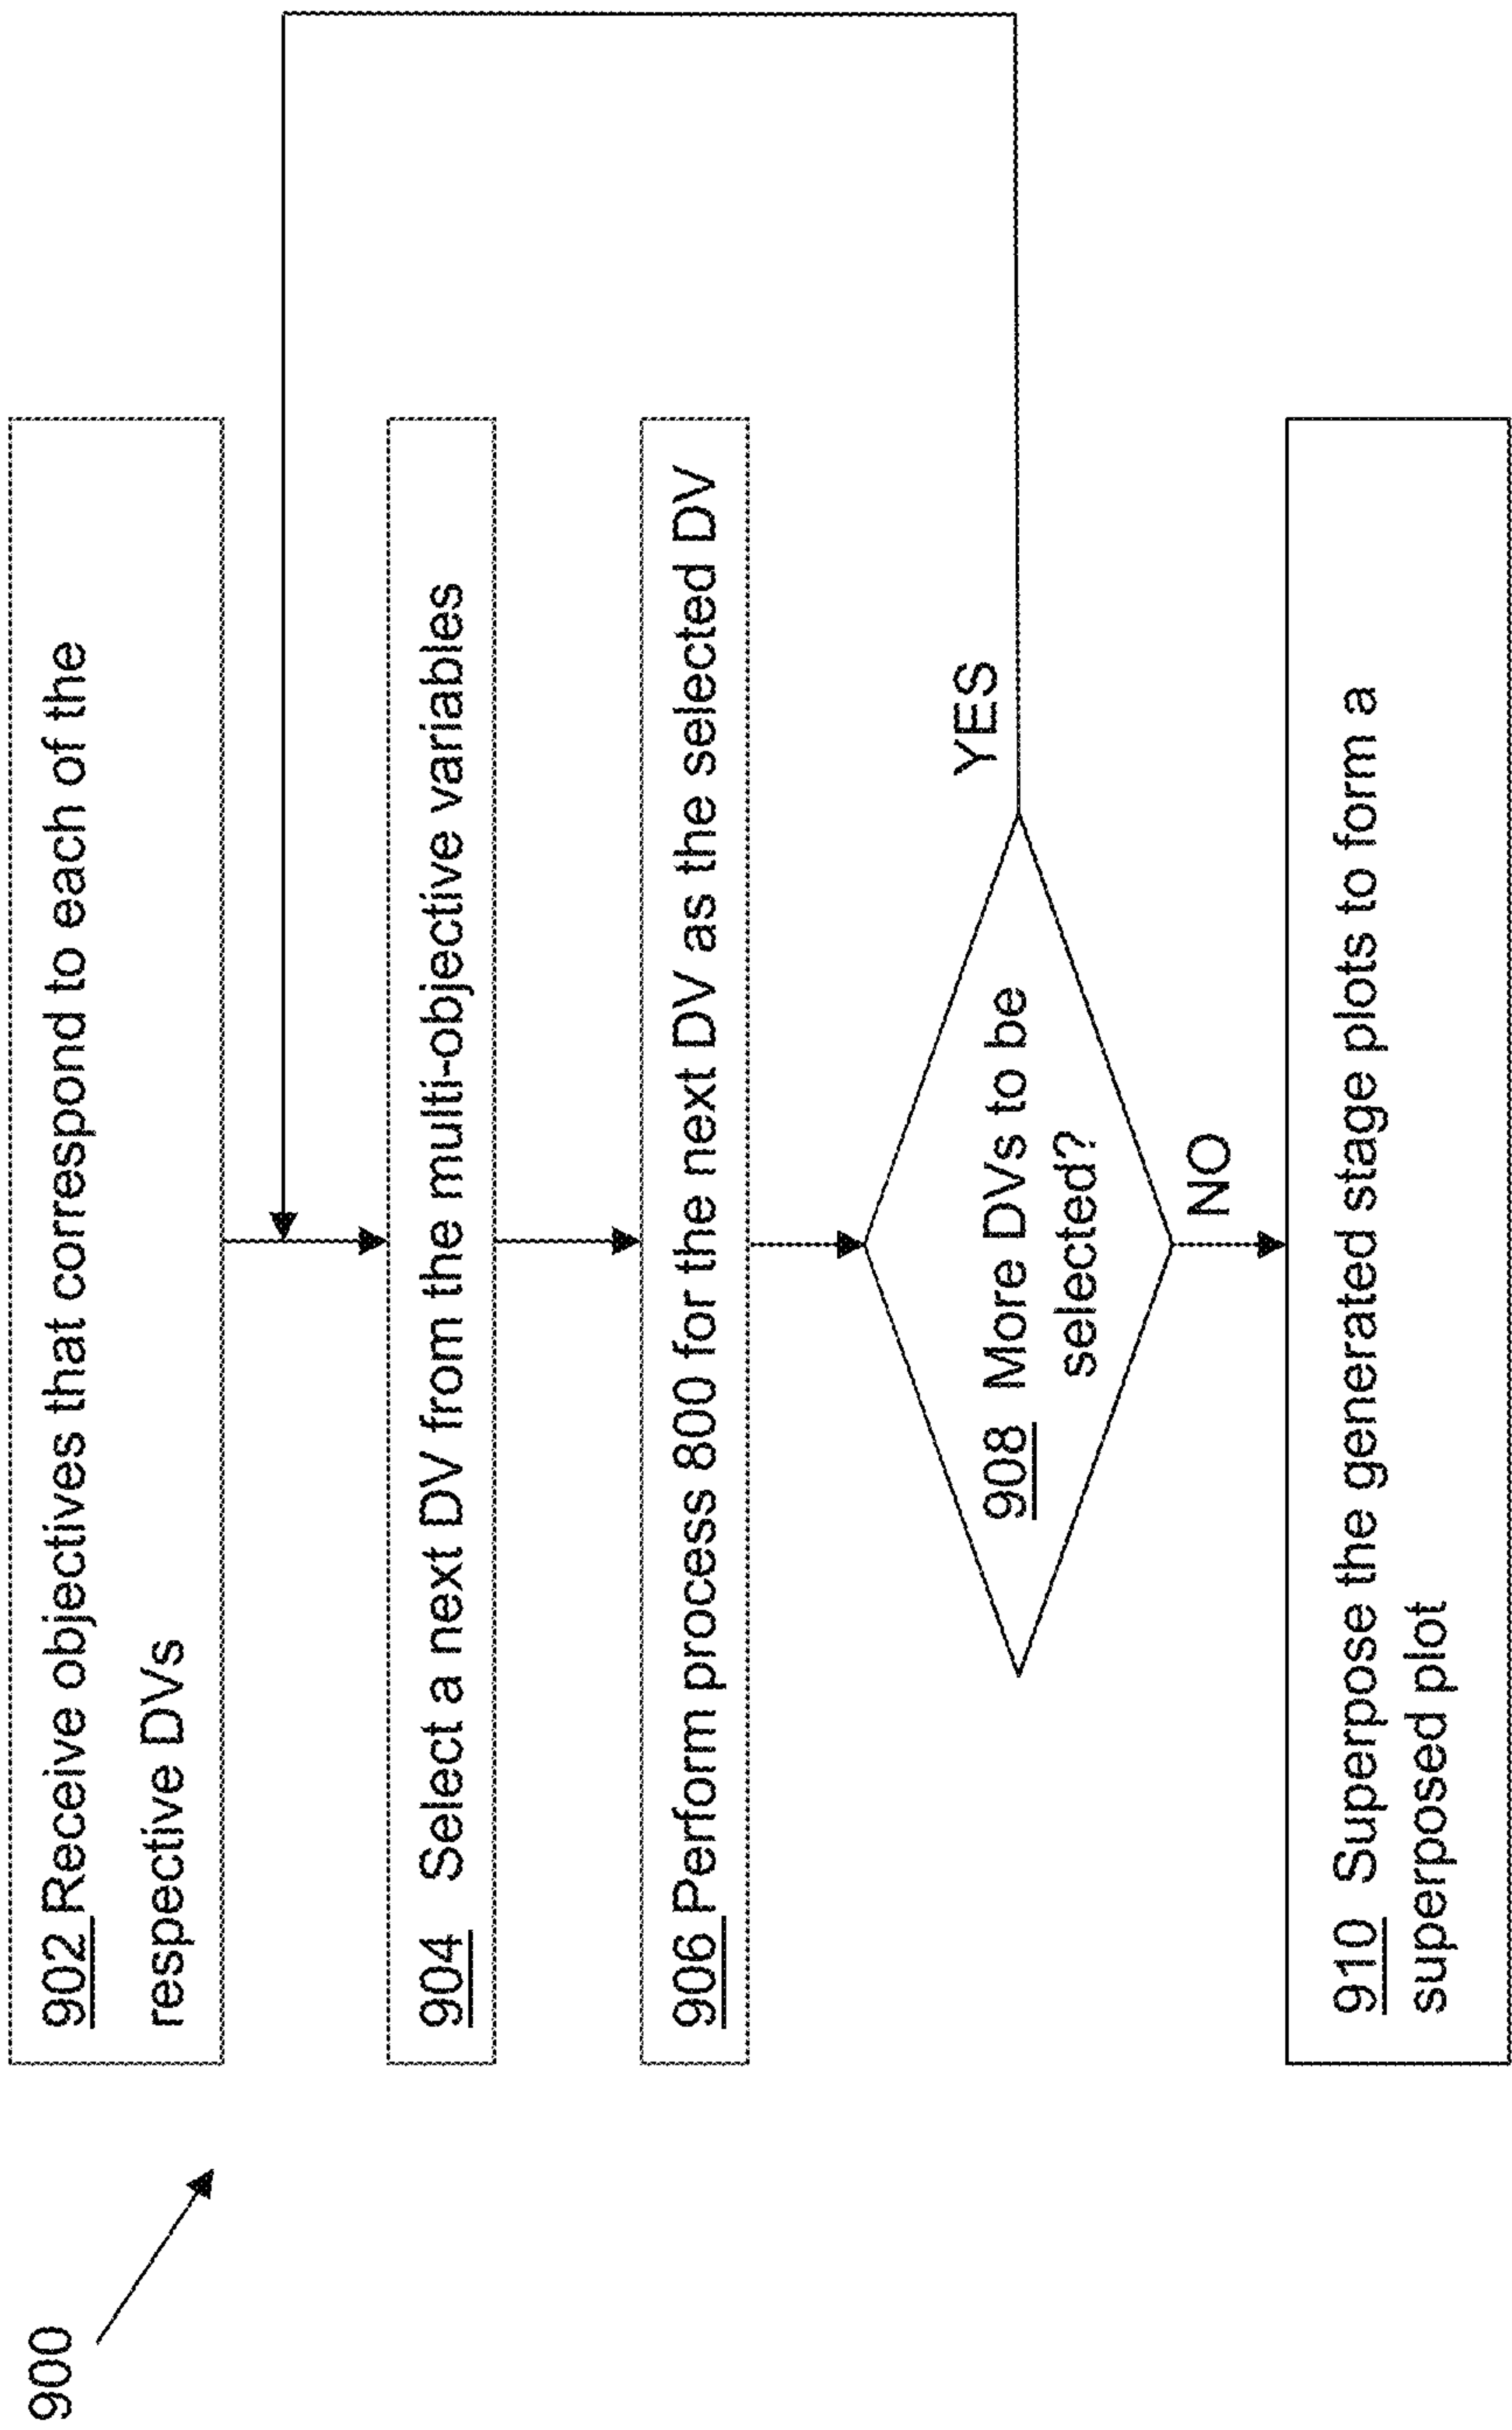 900
902 Receive objectives that correspond to each of the
respective DVs
904 Select a next DV from the multi-objective variables
906 Perform process 800 for the next DV as the selected DV
908 More DVs to be
selected?
YES
NO
910 Superpose the generated stage plots to form a
superposed plot